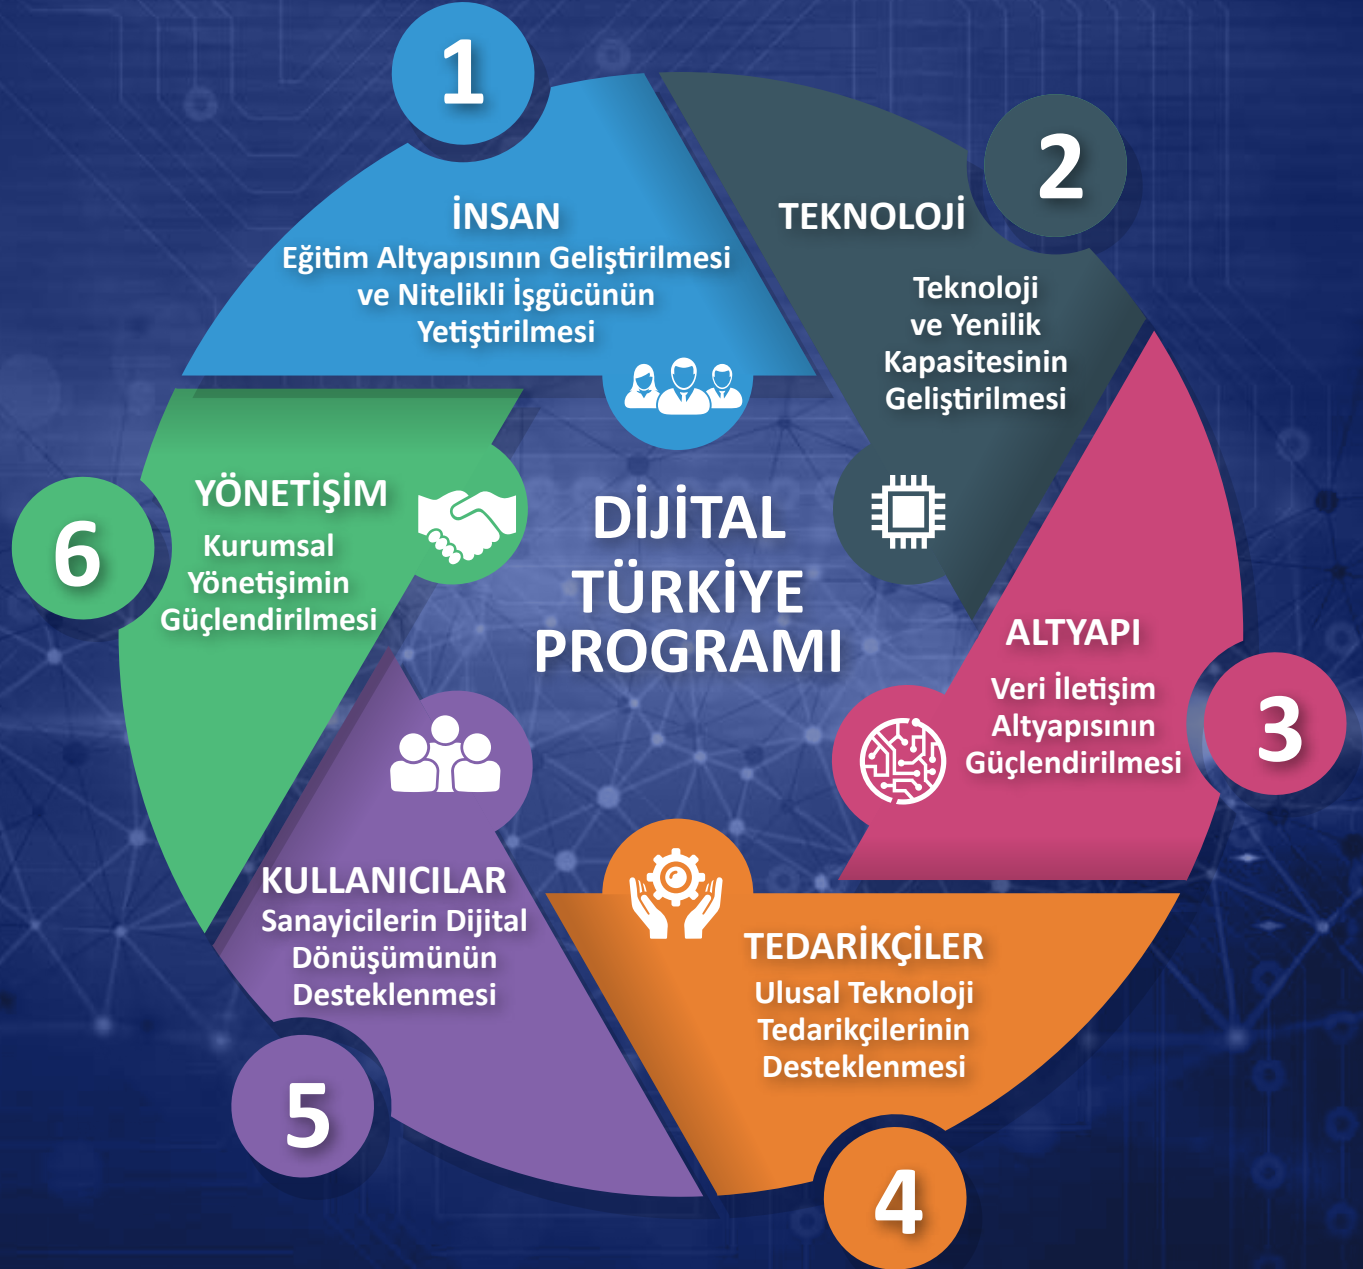 1
İNSAN
Eğitim Altyapısının Geliştirilmesi
ve Nitelikli İşgücünün
Yetiştirilmesi
2
TEKNOLOJİ
Teknoloji
ve Yenilik
Kapasitesinin
Geliştirilmesi
3
ALTYAPI
Veri İletişim
Altyapısının
Güçlendirilmesi
4
TEDARİKÇİLER
Ulusal Teknoloji
Tedarikçilerinin
Desteklenmesi
5
KULLANICILAR
Sanayicilerin Dijital
Dönüşümünün
Desteklenmesi
6
YÖNETİŞİM
Kurumsal
Yönetişimin
Güçlendirilmesi
DİJİTAL
TÜRKİYE
PROGRAMI